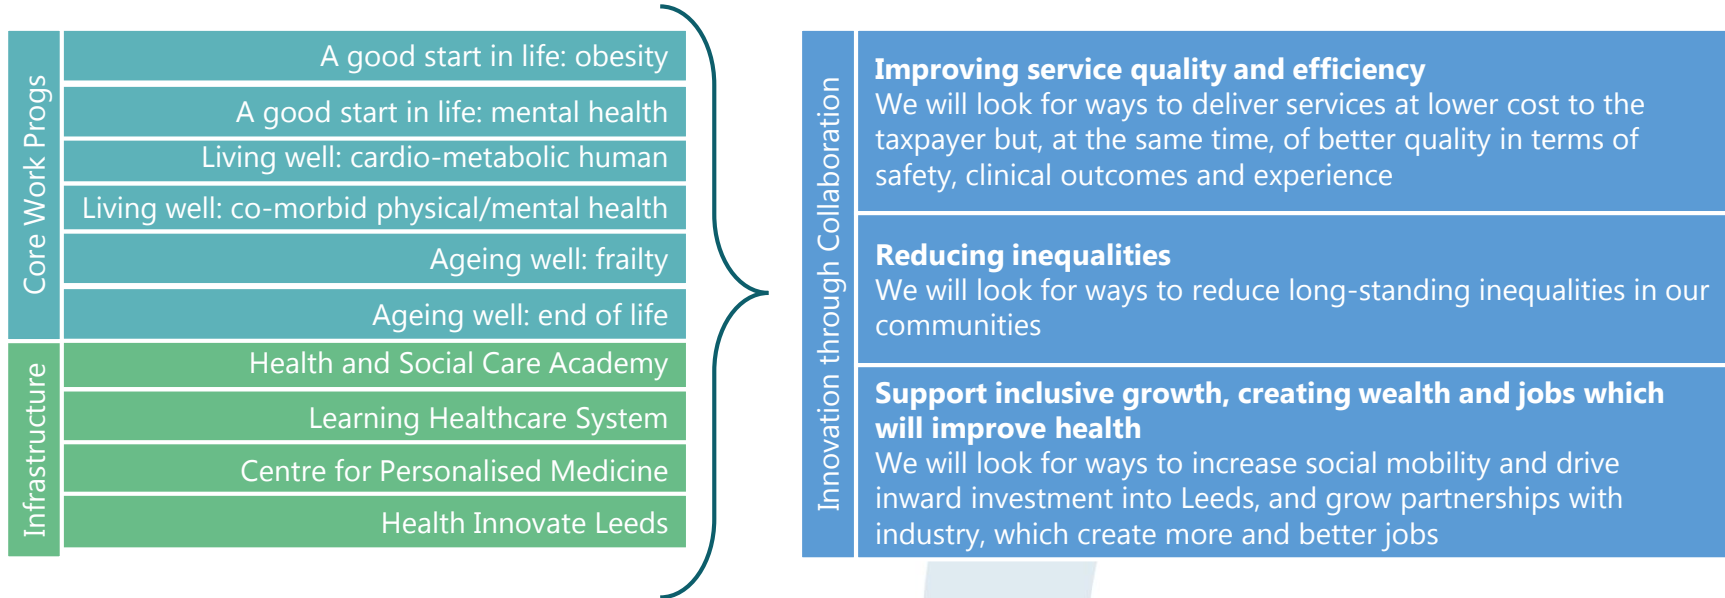 Core Work Progs
A good start in life: obesity
A good start in life: mental health
Living well: cardio-metabolic human
Living well: co-morbid physical/mental health
Ageing well: frailty
Ageing well: end of life
Infrastructure
Health and Social Care Academy
Learning Healthcare System
Centre for Personalised Medicine
Health Innovate Leeds
Innovation through Collaboration
Improving service quality and efficiency
We will look for ways to deliver services at lower cost to the
taxpayer but, at the same time, of better quality in terms of
safety, clinical outcomes and experience
Reducing inequalities
We will look for ways to reduce long-standing inequalities in our
communities
Support inclusive growth, creating wealth and jobs which
will improve health
We will look for ways to increase social mobility and drive
inward investment into Leeds, and grow partnerships with
industry, which create more and better jobs